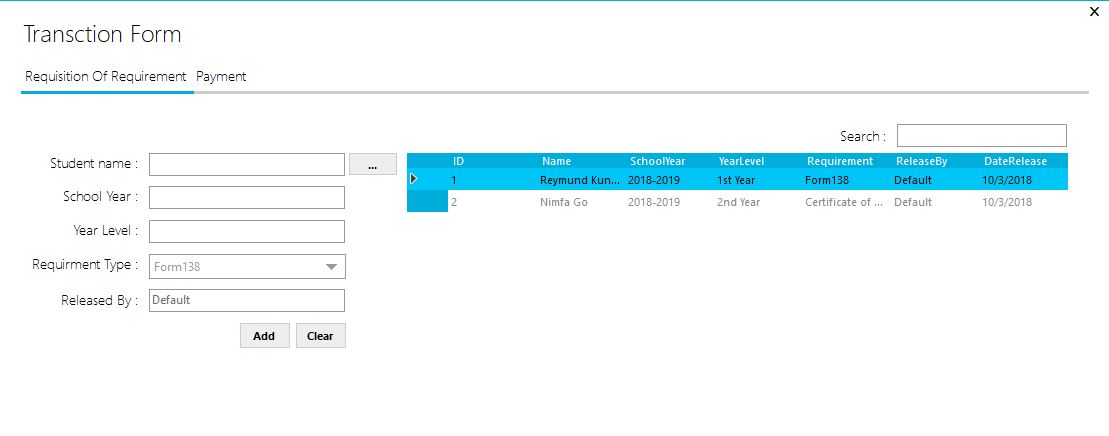 x
Transction Form
Requisition Of Requirement Payment
Search :
Student name : ...
School Year :
Year Level :
Requirment Type : Form138
Released By : Default
Add Clear
ID Name SchoolYear YearLevel Requirement ReleaseBy DateRelease
1 Reymund Kun... 2018-2019 1st Year Form138 Default 10/3/2018
2 Nimfa Go 2018-2019 2nd Year Certificate of ... Default 10/3/2018